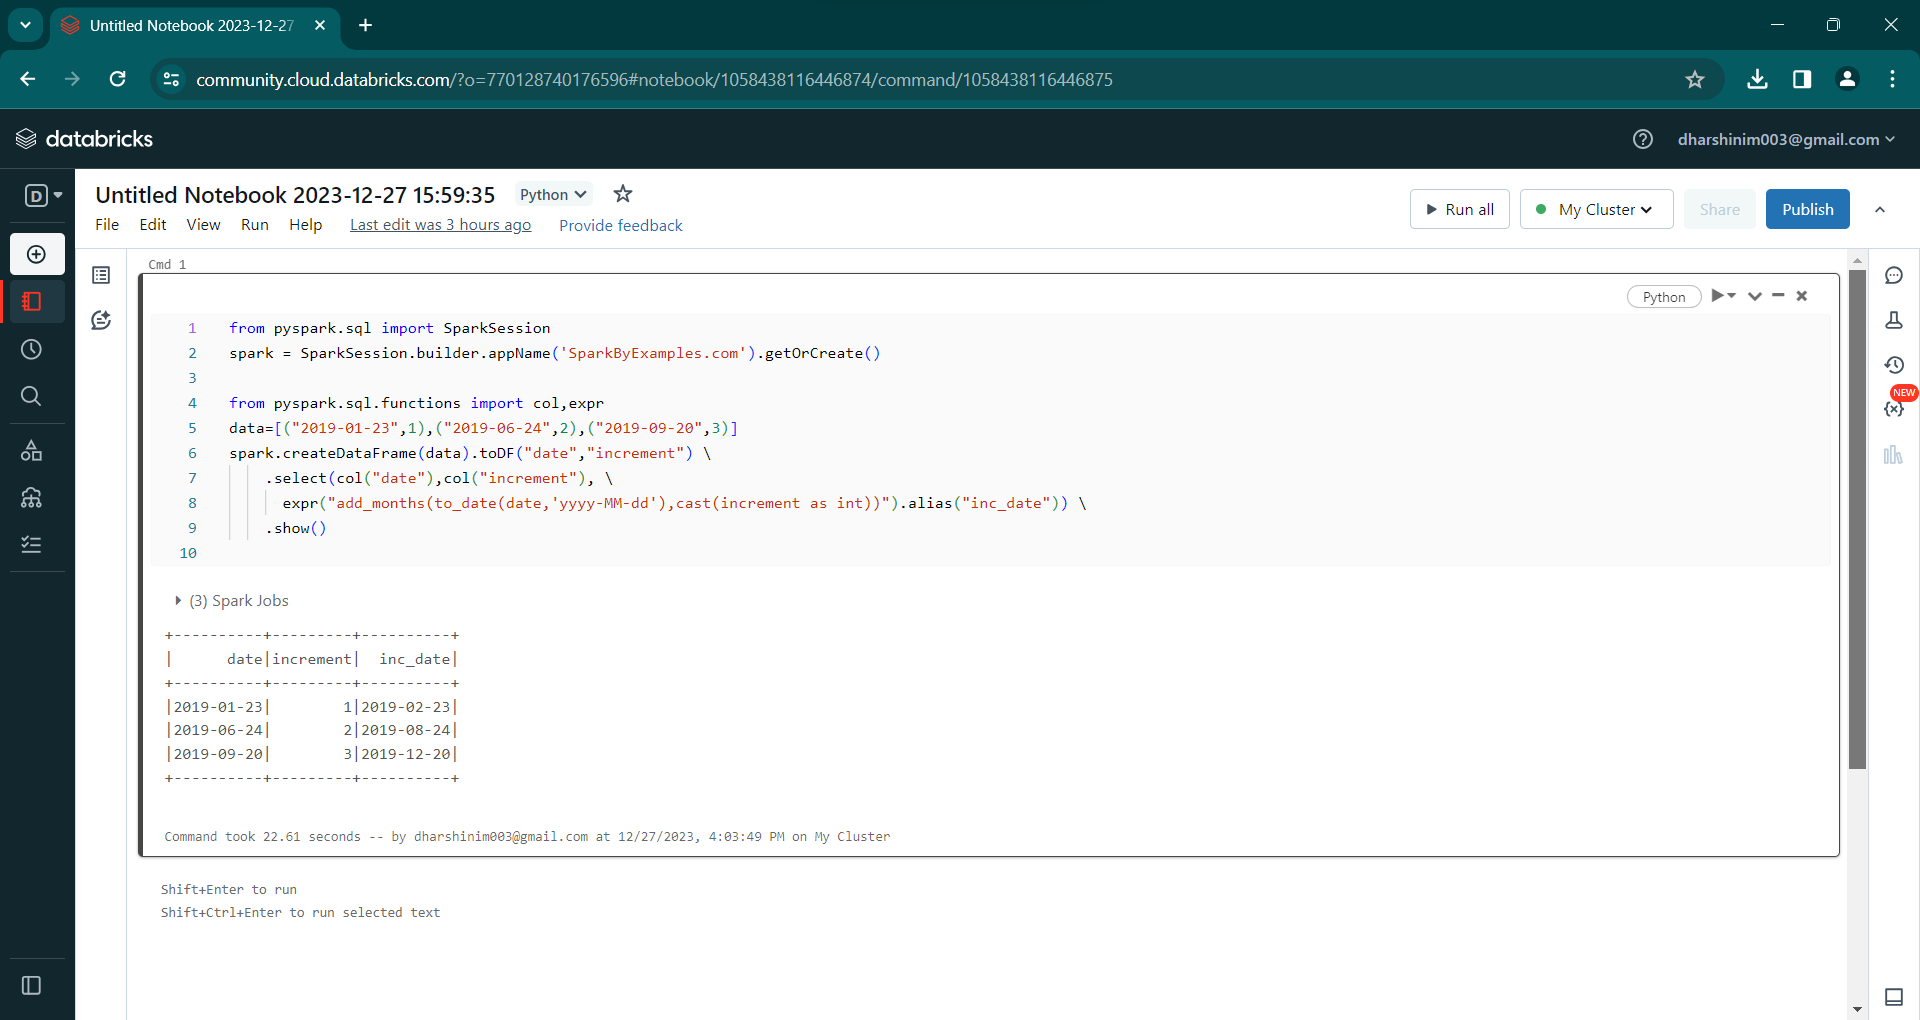 Untitled Notebook 2023-12-27
community.cloud.databricks.com/?o=770128740176596#notebook/1058438116446874/command/1058438116446875
databricks
dharshinim003@gmail.com
D
Untitled Notebook 2023-12-27 15:59:35
Python
File Edit View Run Help Last edit was 3 hours ago Provide feedback
Run all
My Cluster
Share
Publish
Cmd 1
Python
NEW
1 from pyspark.sql import SparkSession
2 spark = SparkSession.builder.appName('SparkByExamples.com').getOrCreate()
3
4 from pyspark.sql.functions import col,expr
5 data=[("2019-01-23",1),("2019-06-24",2),("2019-09-20",3)]
6 spark.createDataFrame(data).toDF("date","increment") \
7 .select(col("date"),col("increment"), \
8 expr("add_months(to_date(date,'yyyy-MM-dd'),cast(increment as int))").alias("inc_date")) \
9 .show()
10
(3) Spark Jobs
+----------+---------+----------+
|      date|increment|  inc_date|
+----------+---------+----------+
|2019-01-23|        1|2019-02-23|
|2019-06-24|        2|2019-08-24|
|2019-09-20|        3|2019-12-20|
+----------+---------+----------+
Command took 22.61 seconds -- by dharshinim003@gmail.com at 12/27/2023, 4:03:49 PM on My Cluster
Shift+Enter to run
Shift+Ctrl+Enter to run selected text